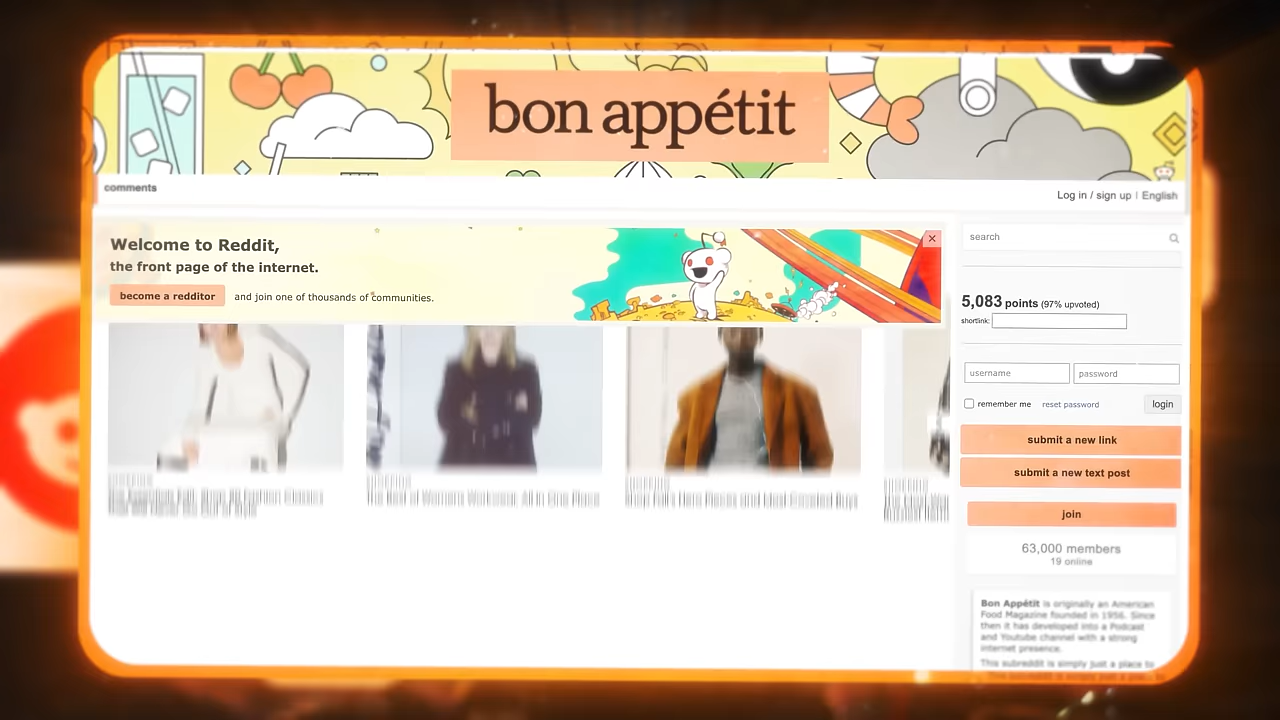 bon appétit
comments
Log in / sign up | English
Welcome to Reddit,
the front page of the internet.
become a redditor and join one of thousands of communities.
search
5,083 points (97% upvoted)
shortlink:
username password
remember me reset password login
submit a new link
submit a new text post
join
63,000 members
19 online
Bon Appétit is originally an American
Food Magazine founded in 1956. Since
then it has developed into a Podcast
and Youtube channel with a strong
internet presence.
This subreddit is simply just a place to